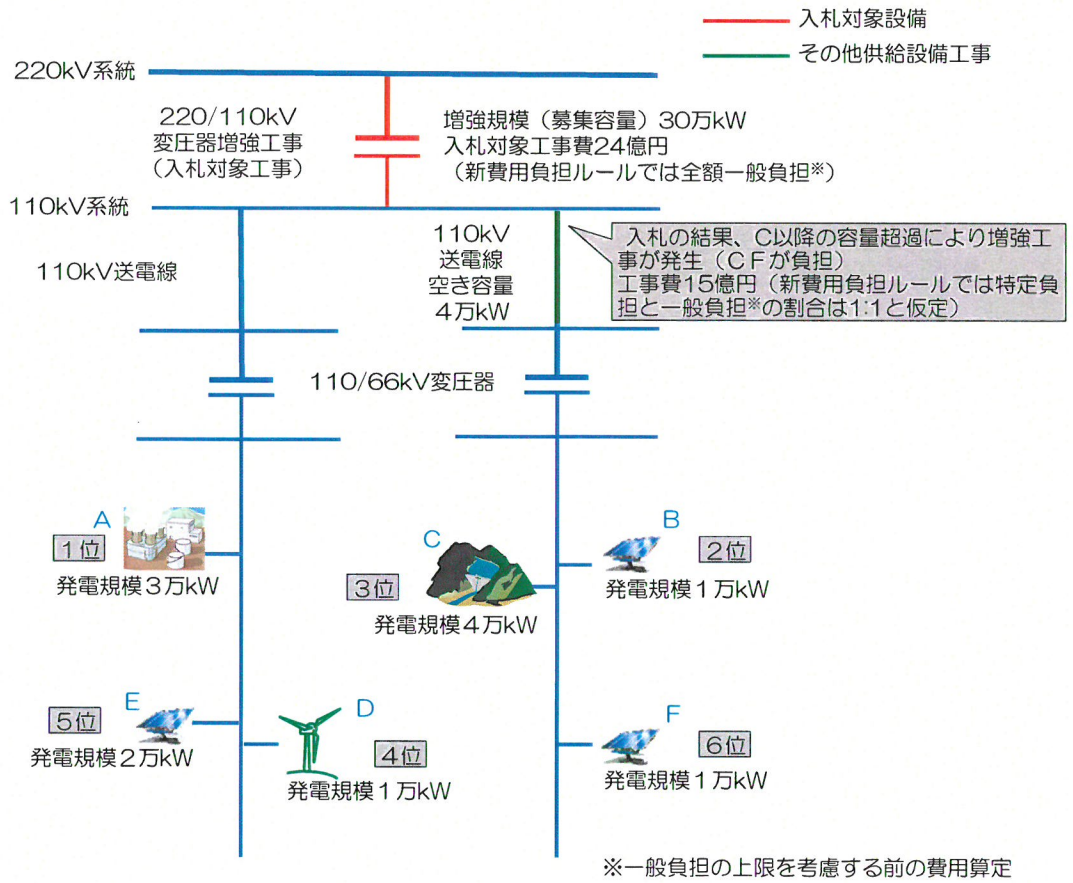 入札対象設備
その他供給設備工事
220kV系統
220/110kV
変圧器増強工事
（入札対象工事）
増強規模（募集容量）30万kW
入札対象工事費24億円
（新費用負担ルールでは全額一般負担※）
110kV系統
110kV送電線
110kV
送電線
空き容量
4万kW
入札の結果、C以降の容量超過により増強工
事が発生（ＣＦが負担）
工事費15億円（新費用負担ルールでは特定負
担と一般負担※の割合は1:1と仮定）
110/66kV変圧器
A
1位
発電規模３万kW
C
3位
発電規模４万kW
B
2位
発電規模１万kW
E
5位
発電規模２万kW
D
4位
発電規模１万kW
F
6位
発電規模１万kW
※一般負担の上限を考慮する前の費用算定